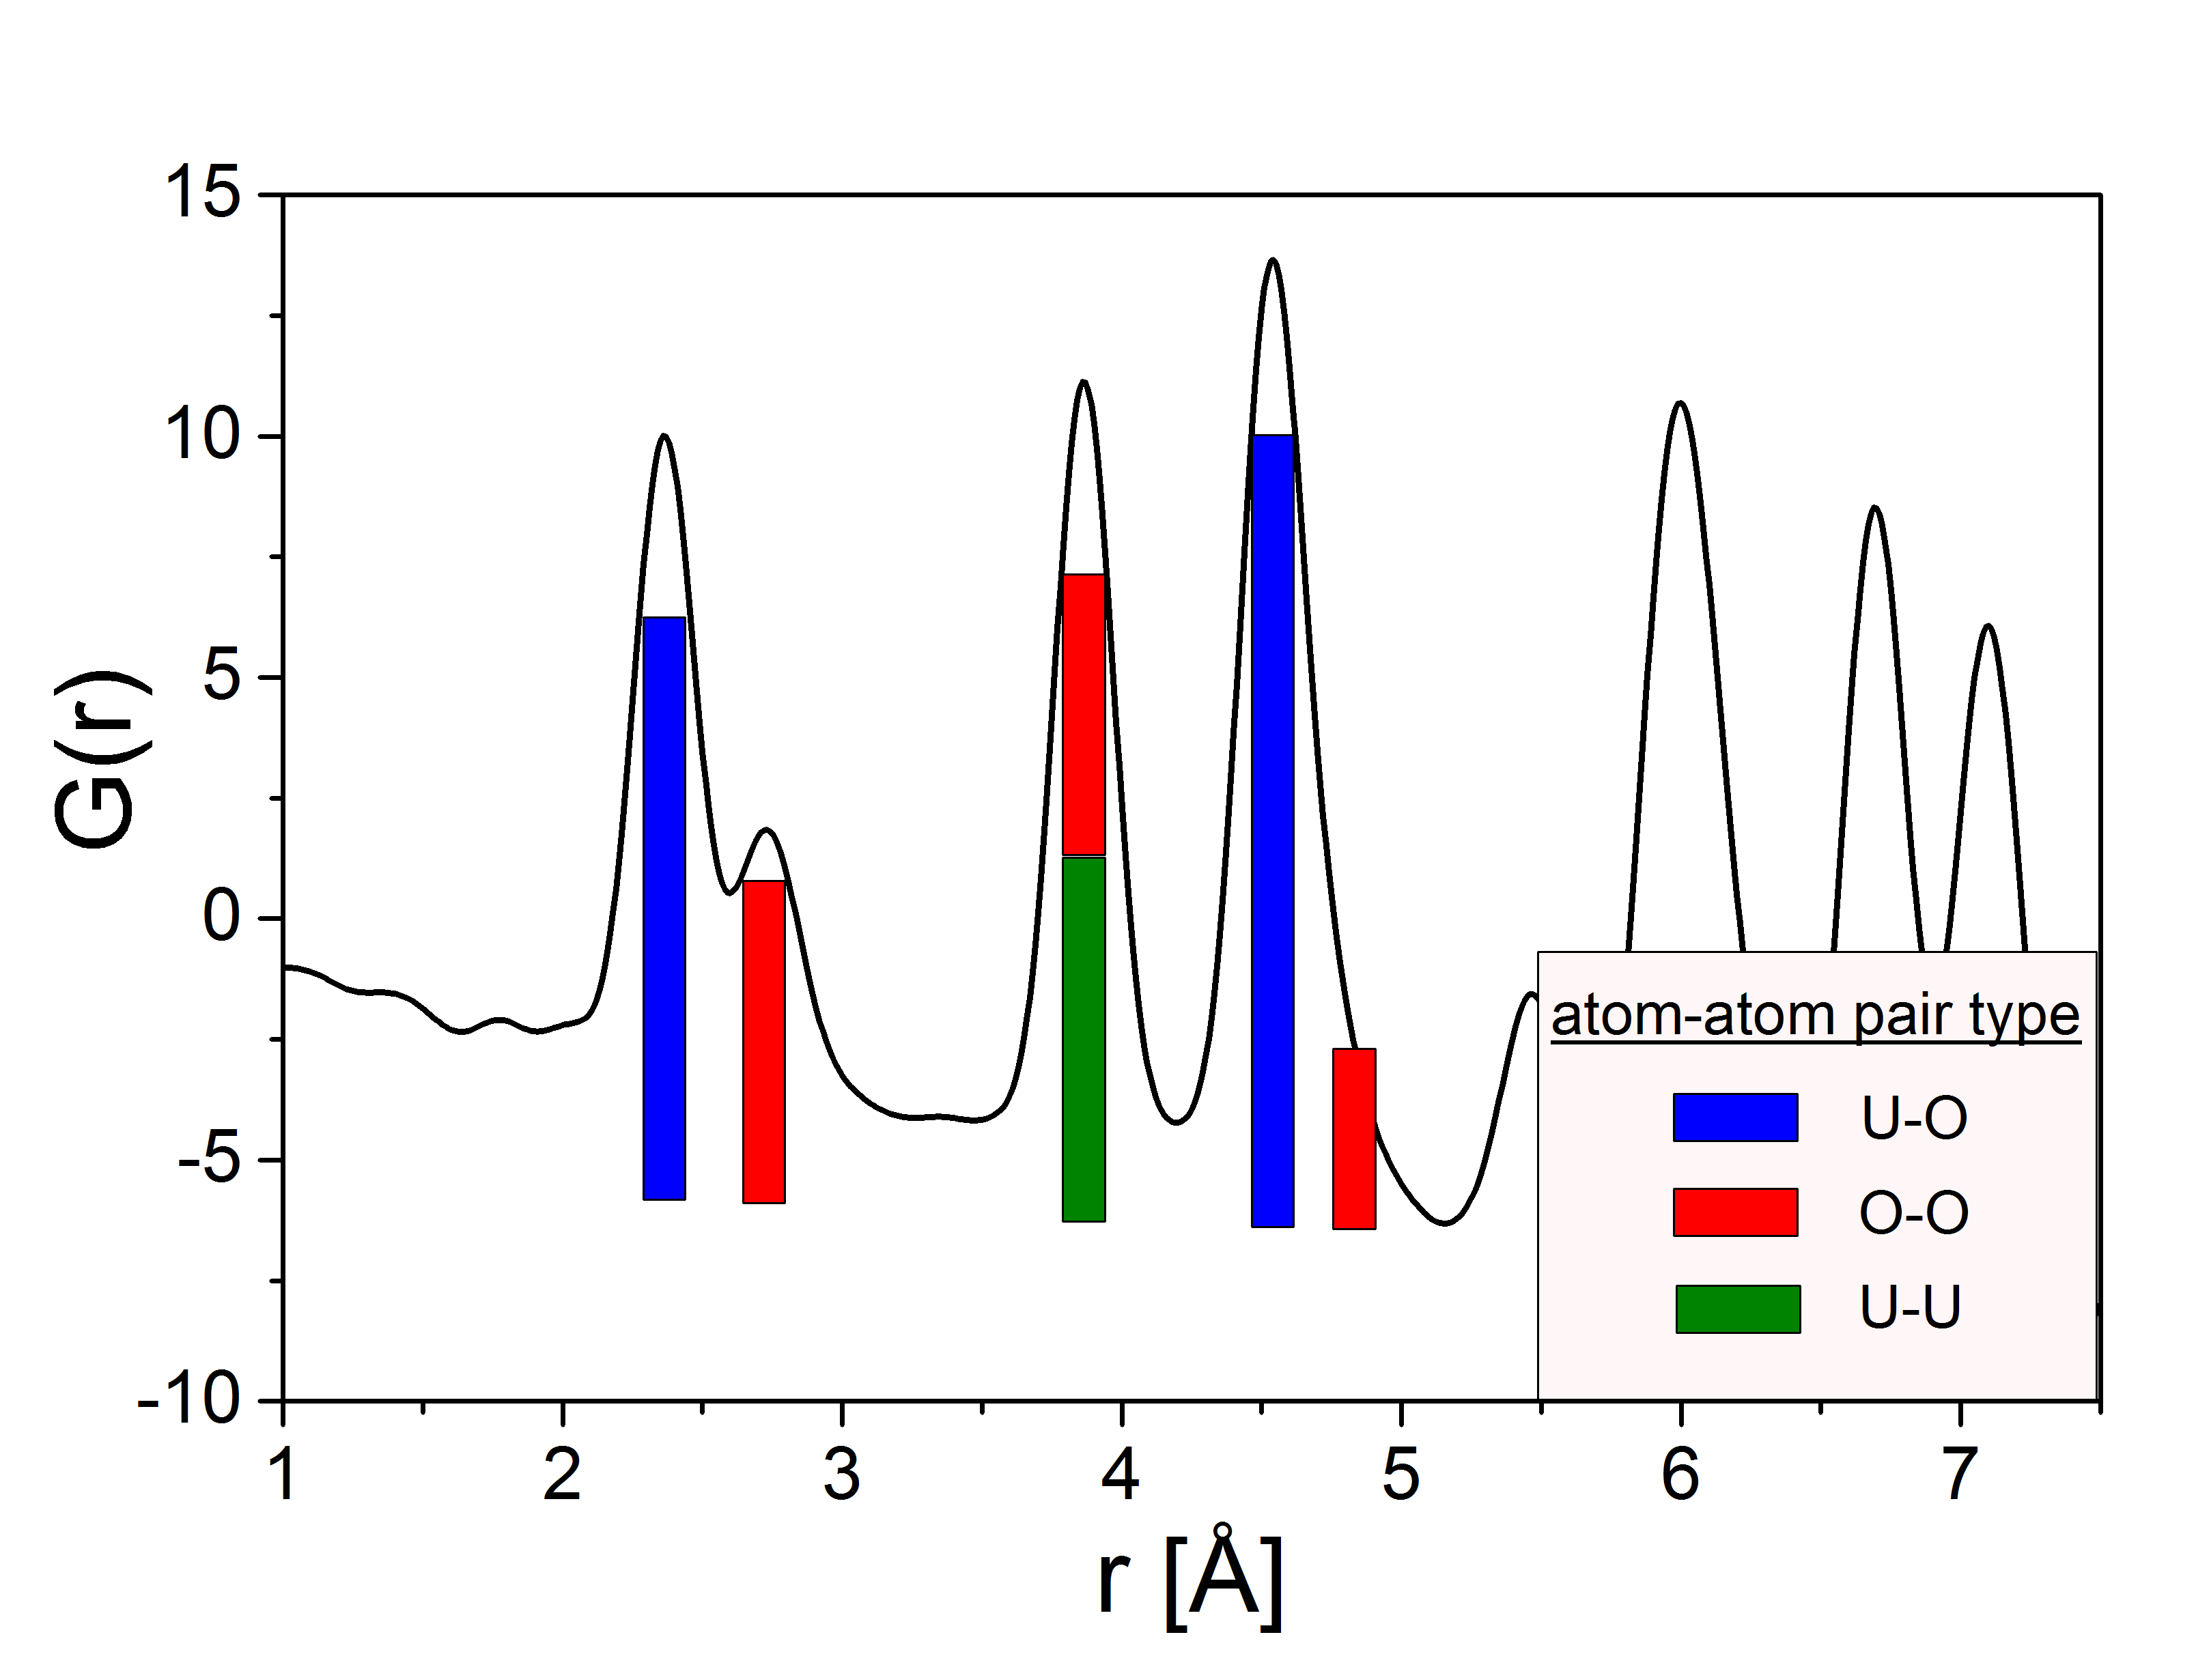 15
10
5
0
-5
-10
G(r)
1 2 3 4 5 6 7
r [Å]
atom-atom pair type
U-O
O-O
U-U